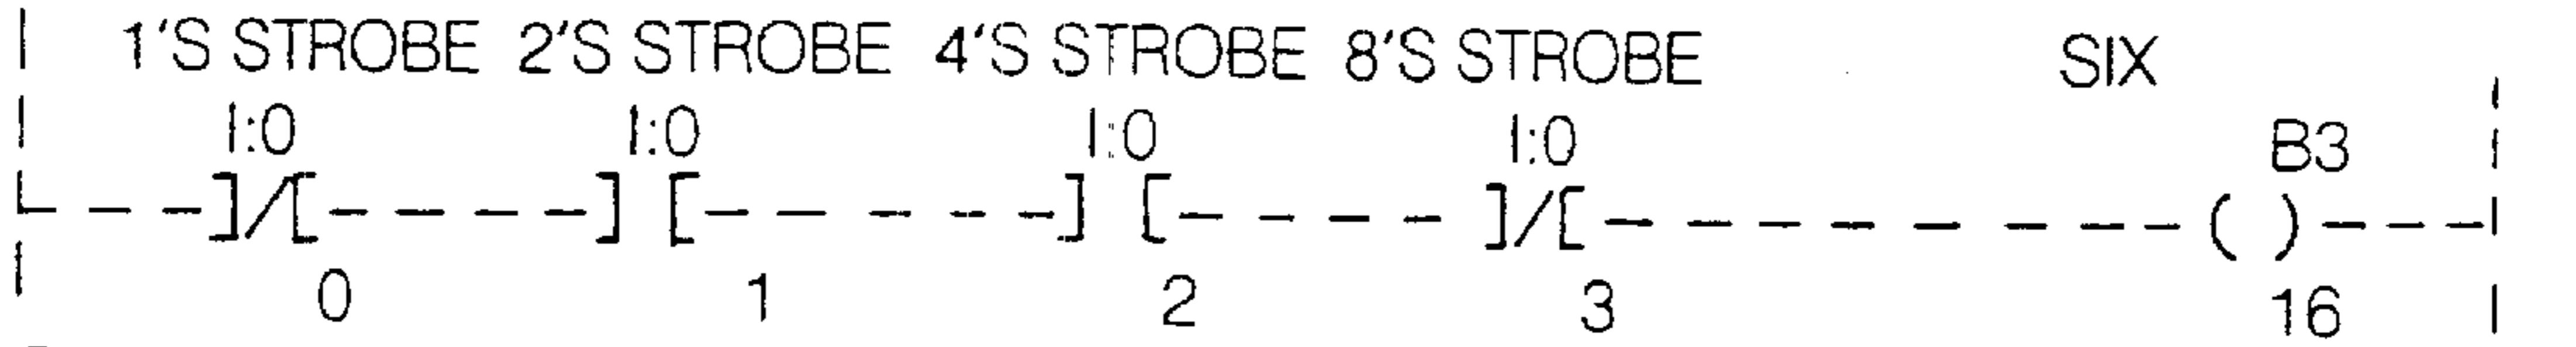 1'S STROBE 2'S STROBE 4'S STROBE 8'S STROBE SIX
I:0 I:0 I:0 I:0 B3
]/[ ] [ ] [ ]/[ ( )
0 1 2 3 16